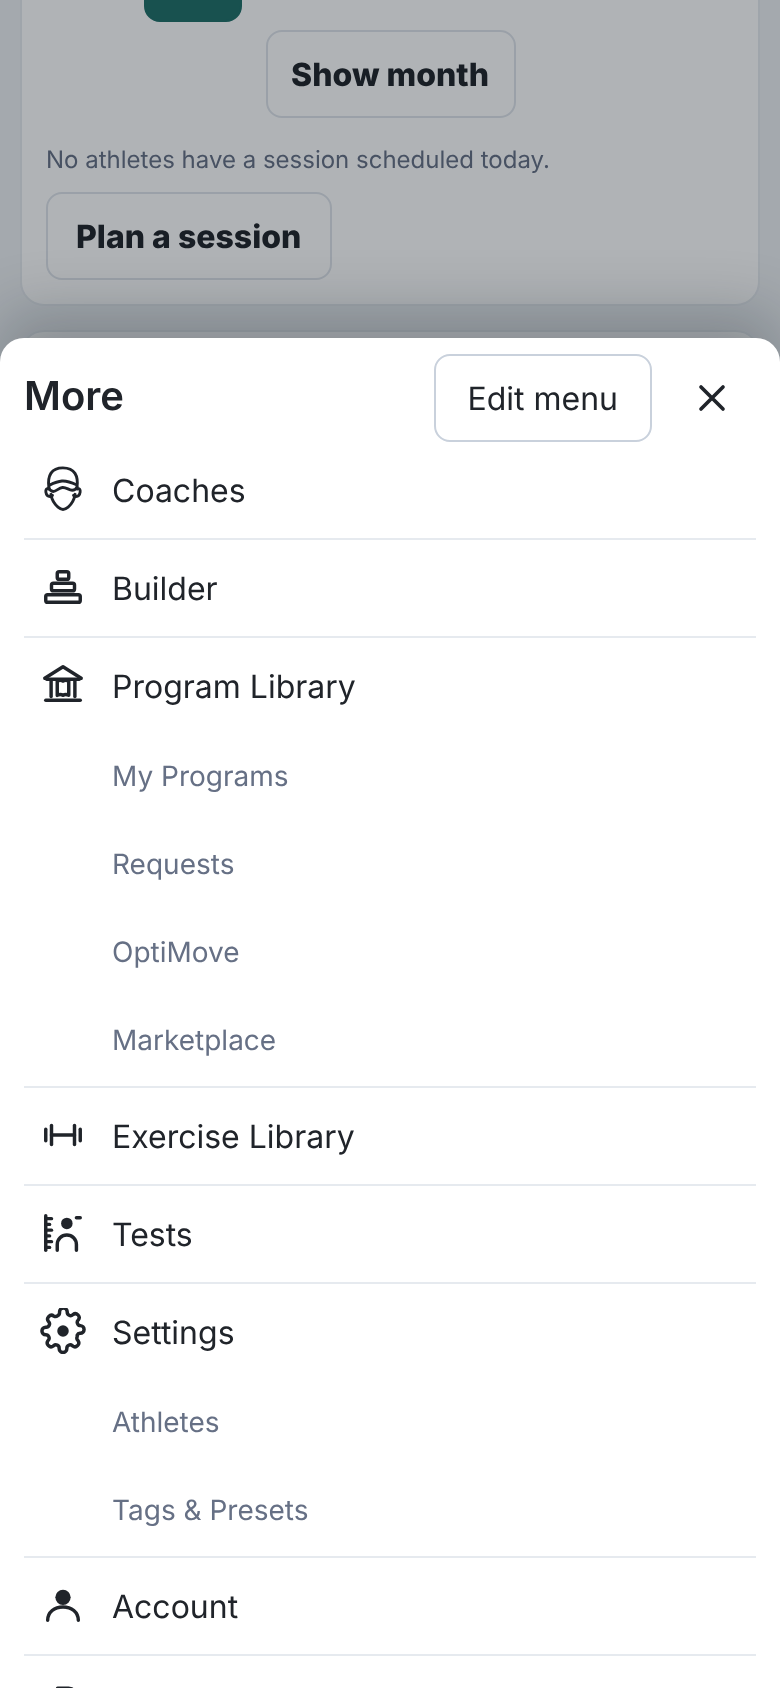 Show month
No athletes have a session scheduled today.
Plan a session
More
Edit menu
Coaches
Builder
Program Library
My Programs
Requests
OptiMove
Marketplace
Exercise Library
Tests
Settings
Athletes
Tags & Presets
Account